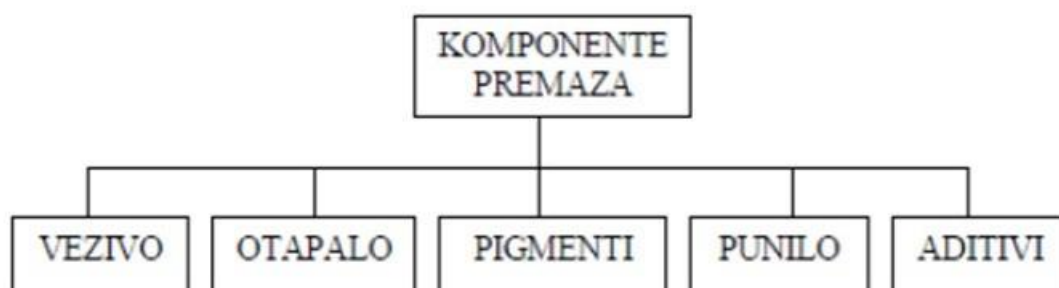 KOMPONENTE
PREMAZA
VEZIVO
OTAPALO
PIGMENTI
PUNILO
ADITIVI